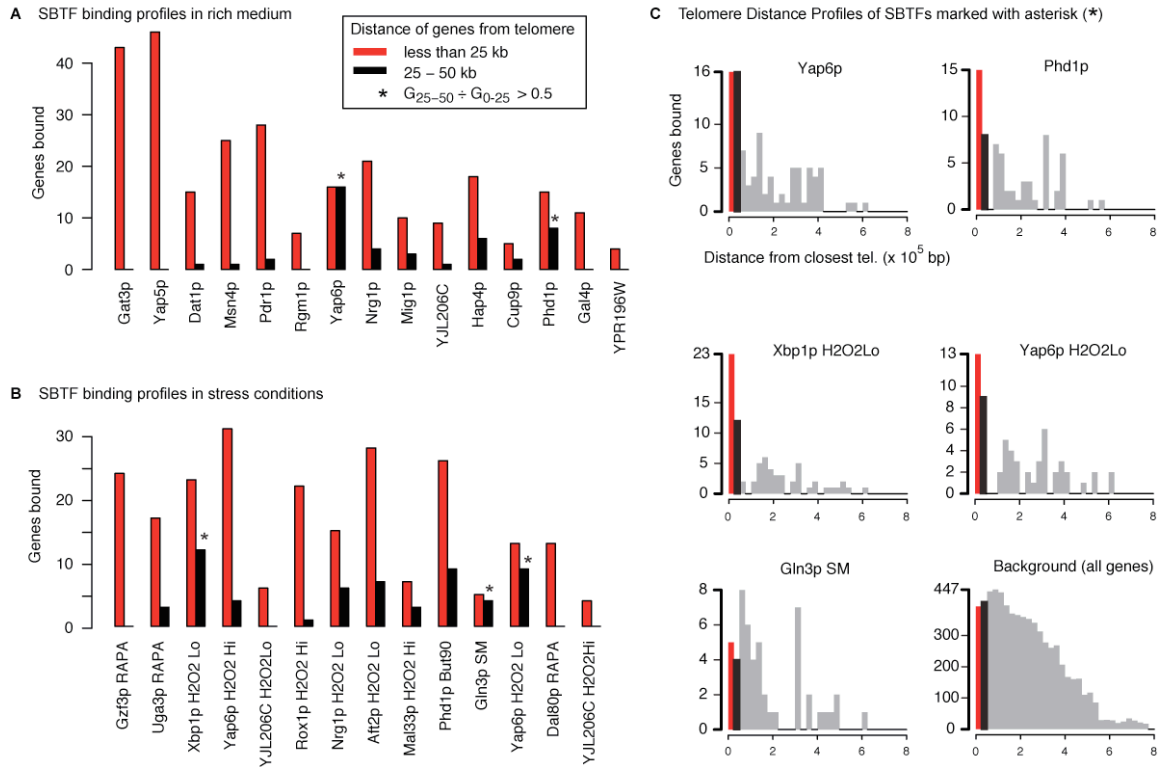 A SBTF binding profiles in rich medium
Distance of genes from telomere
less than 25 kb
25 – 50 kb
* G25–50 ÷ G0-25 > 0.5
Genes bound
40
30
20
10
0
* *
Gat3p Yap5p Dat1p Msn4p Pdr1p Rgm1p Yap6p Nrg1p Mig1p YJL206C Hap4p Cup9p Phd1p Gal4p YPR196W
B SBTF binding profiles in stress conditions
Genes bound
30
20
10
0
* * *
Gzf3p RAPA Uga3p RAPA Xbp1p H2O2 Lo Yap6p H2O2 Hi YJL206C H2O2Lo Rox1p H2O2 Hi Nrg1p H2O2 Lo Aft2p H2O2 Lo Mal33p H2O2 Hi Phd1p But90 Gln3p SM Yap6p H2O2 Lo Dal80p RAPA YJL206C H2O2Hi
C Telomere Distance Profiles of SBTFs marked with asterisk (*)
Yap6p
Genes bound
16
10
5
0
0 2 4 6 8
Distance from closest tel. (x 10^5 bp)
Phd1p
15
10
5
0
0 2 4 6 8
Xbp1p H2O2Lo
23
15
10
5
0
0 2 4 6 8
Yap6p H2O2Lo
13
10
8
6
4
2
0
0 2 4 6 8
Gln3p SM
8
6
4
2
0
0 2 4 6 8
Background (all genes)
447
300
200
100
0
0 2 4 6 8